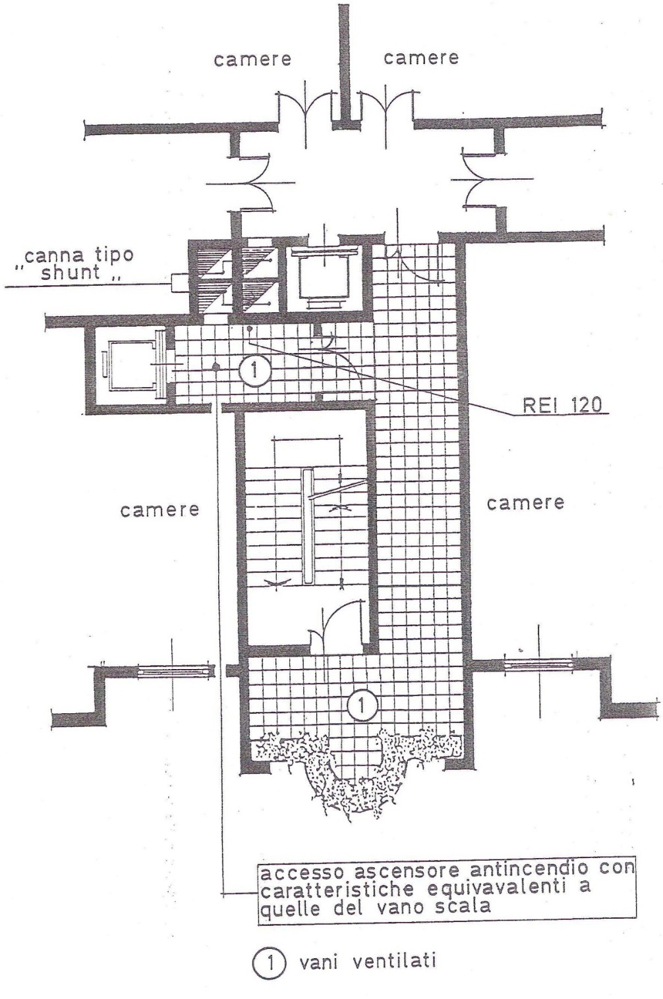 camere
camere
canna tipo
„ shunt „
1
REI 120
camere
camere
1
accesso ascensore antincendio con
caratteristiche equivavalenti a
quelle del vano scala
1 vani ventilati